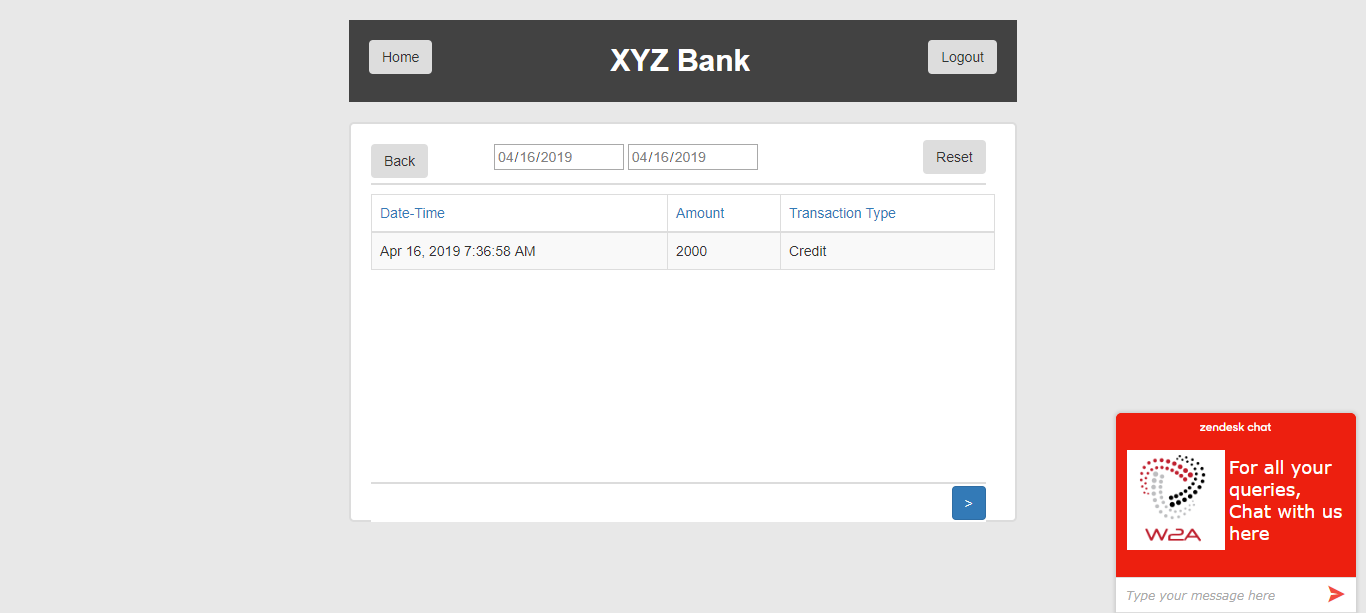 Home
XYZ Bank
Logout
Back
04/16/2019
04/16/2019
Reset
Date-Time
Amount
Transaction Type
Apr 16, 2019 7:36:58 AM
2000
Credit
>
zendesk chat
W2A
For all your
queries,
Chat with us
here
Type your message here